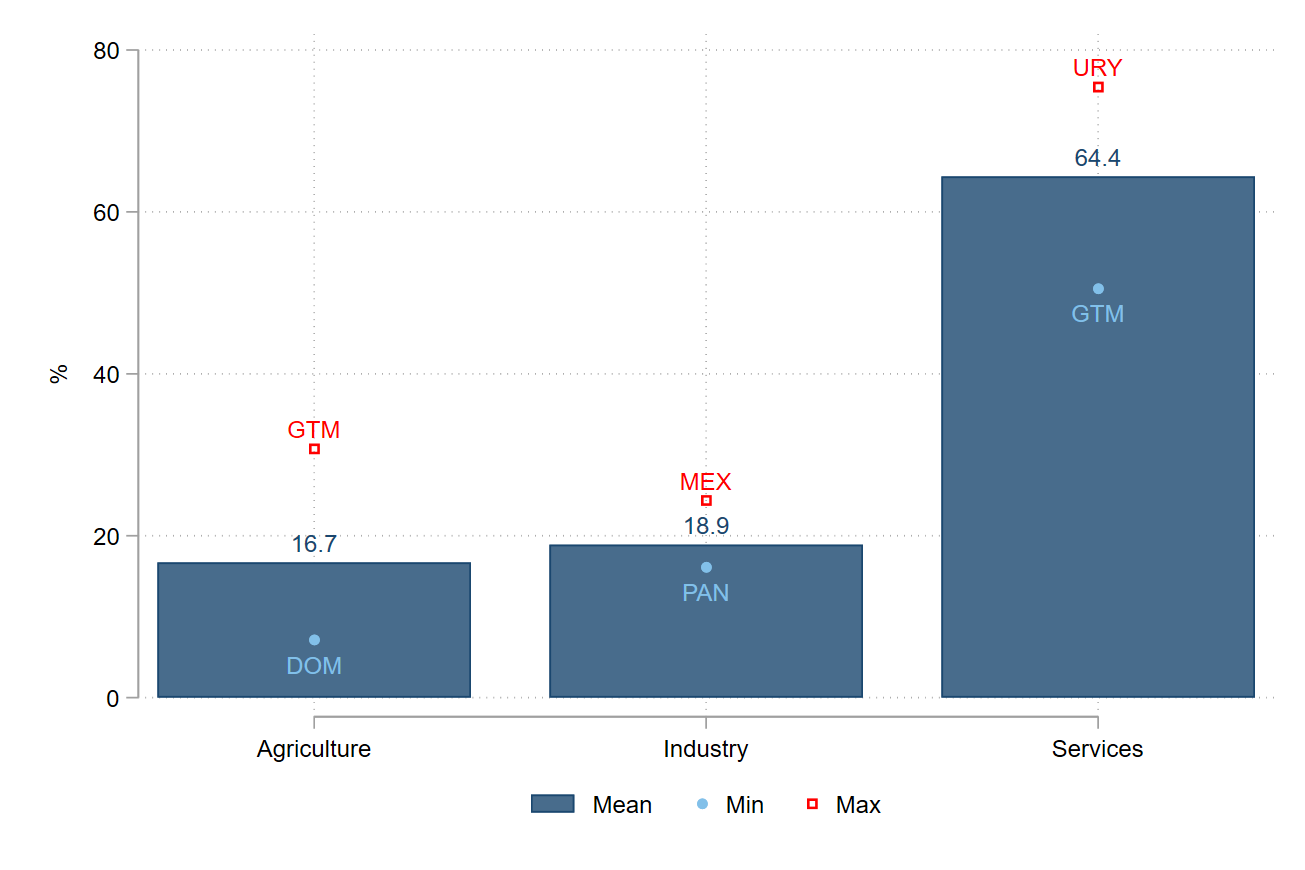 80
URY
64.4
60
GTM
%
40
GTM
MEX
18.9
20
16.7
PAN
DOM
0
Agriculture Industry Services
Mean Min Max